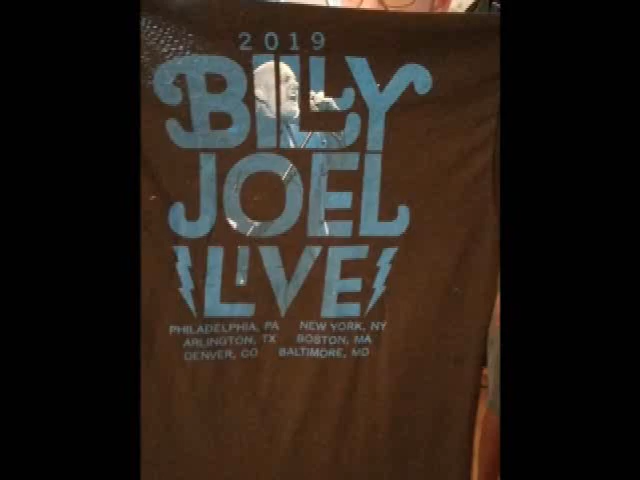 2019
BILLY
JOEL
LIVE
PHILADELPHIA, PA NEW YORK, NY
ARLINGTON, TX BOSTON, MA
DENVER, CO BALTIMORE, MD